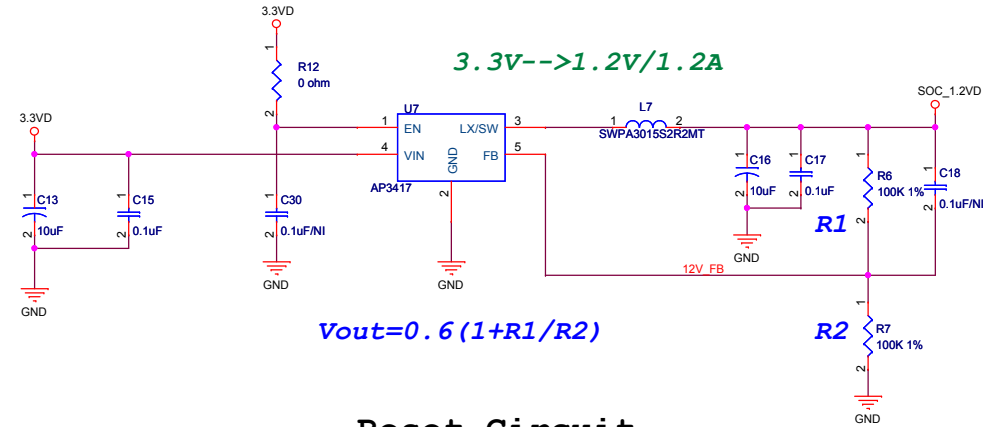 3.3VD
1
R12
0 ohm
2
3.3V-->1.2V/1.2A
SOC_1.2VD
3.3VD
U7
1
EN
LX/SW
3
4
VIN
FB
5
GND
2
AP3417
L7
1
2
SWPA3015S2R2MT
1
C13
2
10uF
1
C15
2
0.1uF
1
C30
2
0.1uF/NI
1
C16
2
10uF
1
C17
2
0.1uF
1
R6
100K 1%
2
R1
1
C18
2
0.1uF/NI
GND
GND
GND
GND
12V_FB
Vout=0.6(1+R1/R2)
R2
1
R7
100K 1%
2
GND
Reset Circuit